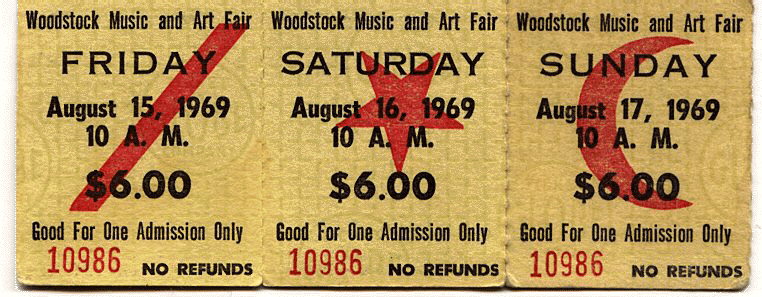 Woodstock Music and Art Fair
FRIDAY
August 15, 1969
10 A. M.
$6.00
Good For One Admission Only
10986 NO REFUNDS
Woodstock Music and Art Fair
SATURDAY
August 16, 1969
10 A. M.
$6.00
Good For One Admission Only
10986 NO REFUNDS
Woodstock Music and Art Fair
SUNDAY
August 17, 1969
10 A. M.
$6.00
Good For One Admission Only
10986 NO REFUNDS